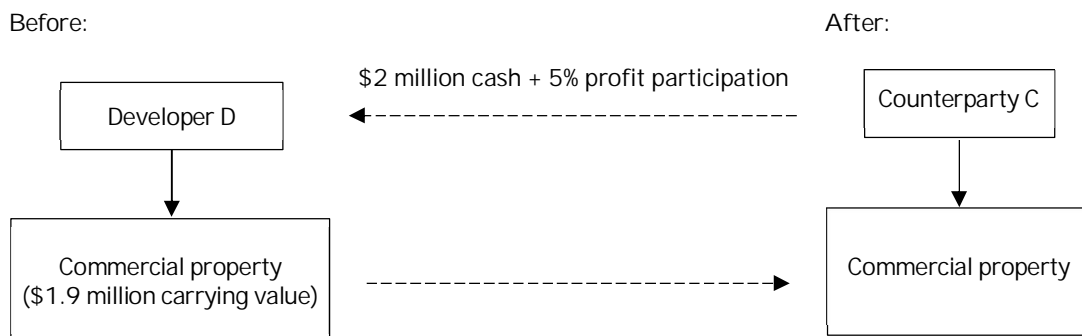 Before:
After:
$2 million cash + 5% profit participation
Developer D
Counterparty C
Commercial property
($1.9 million carrying value)
Commercial property